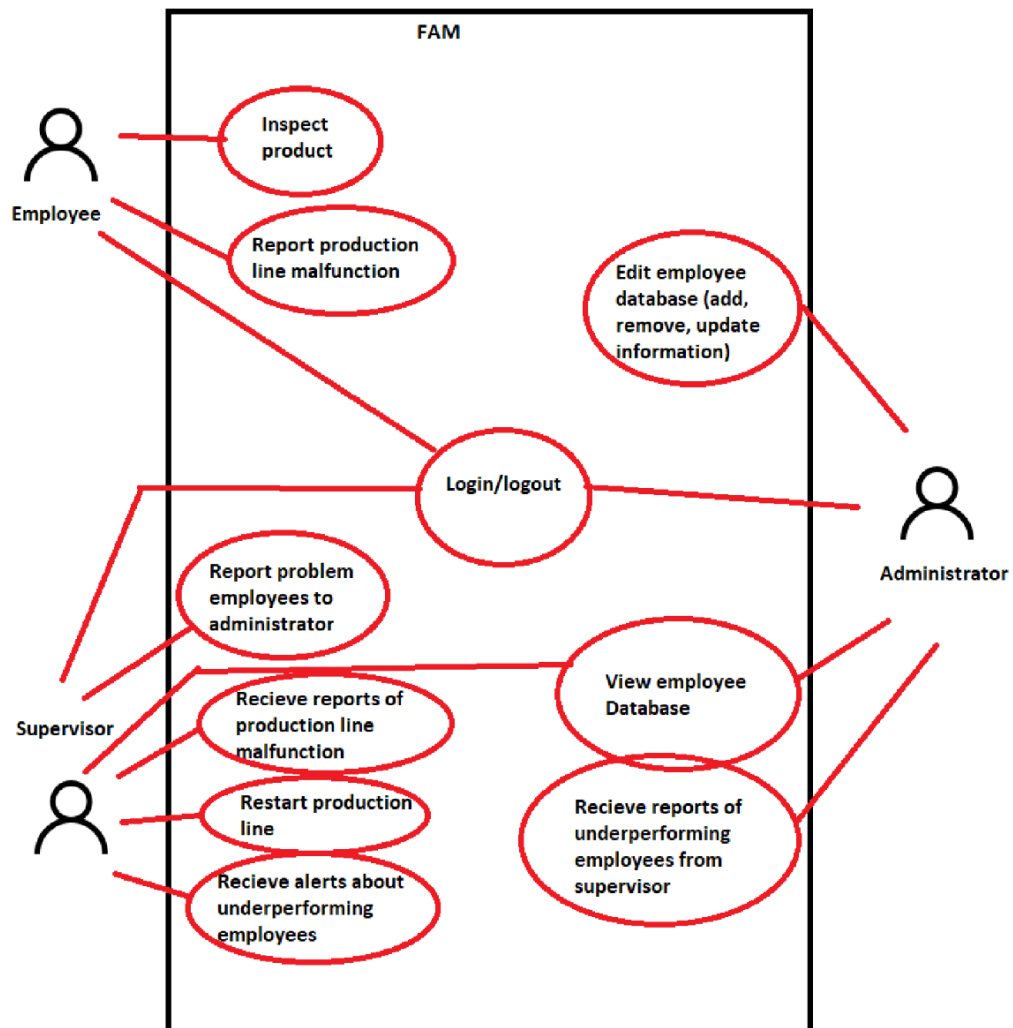 FAM
Inspect
product
Employee
Report production
line malfunction
Edit employee
database (add,
remove, update
information)
Login/logout
Administrator
Report problem
employees to
administrator
Supervisor
Recieve reports of
production line
malfunction
View employee
Database
Restart production
line
Recieve reports of
underperforming
employees from
supervisor
Recieve alerts about
underperforming
employees